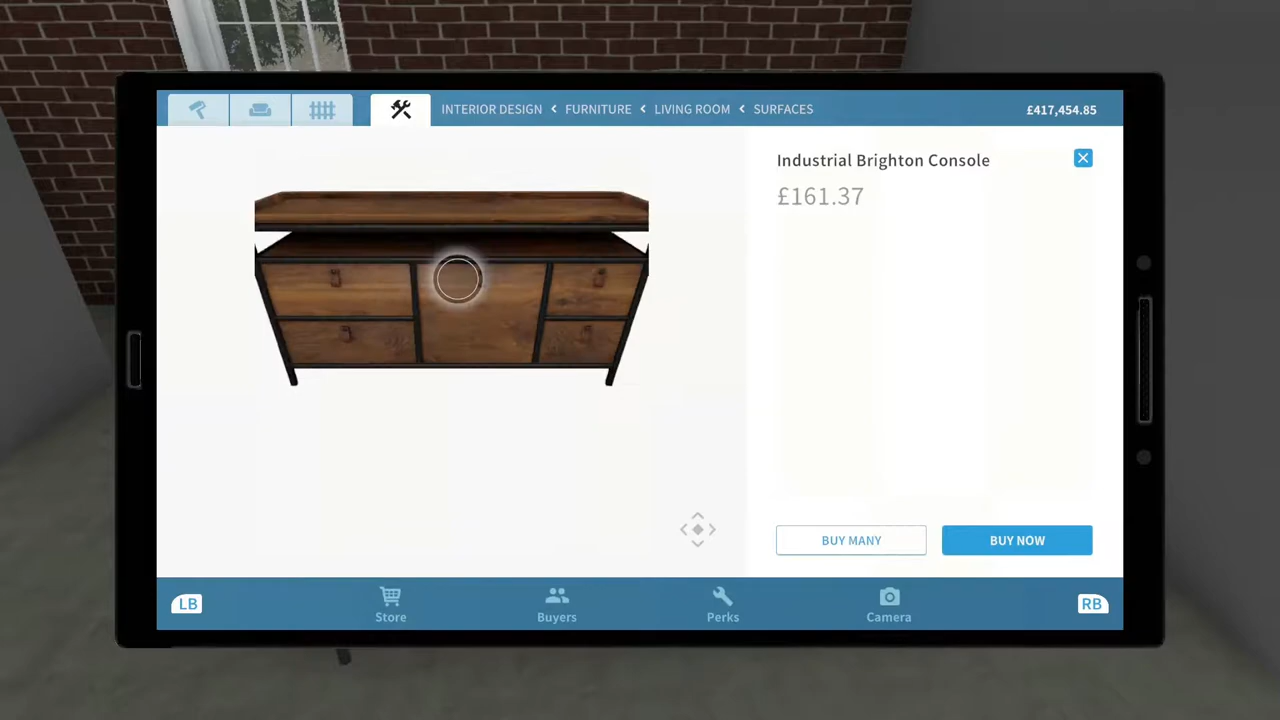 INTERIOR DESIGN < FURNITURE < LIVING ROOM < SURFACES
£417,454.85
Industrial Brighton Console
£161.37
BUY MANY
BUY NOW
LB
Store
Buyers
Perks
Camera
RB